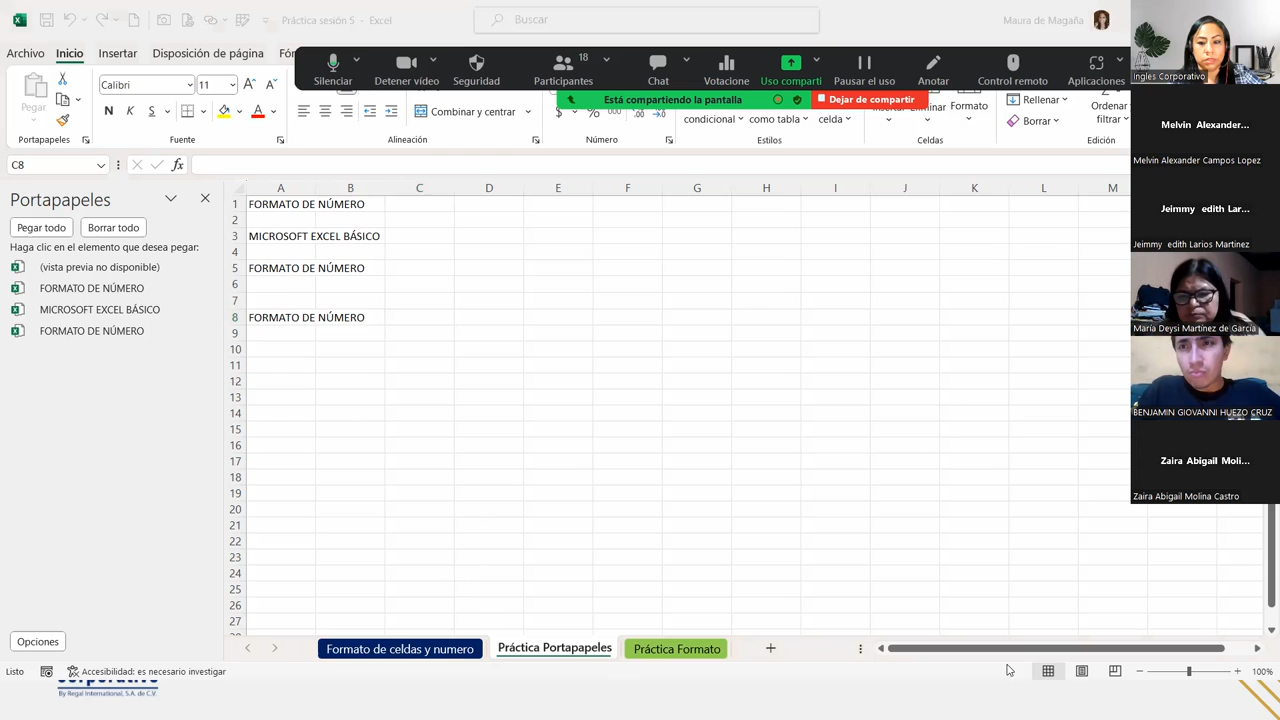 Práctica sesión 5 - Excel
Buscar
Maura de Magaña
Archivo Inicio Insertar Disposición de página
Silenciar
Detener vídeo
Seguridad
18
Participantes
Chat
Votacione
Uso comparti
Pausar el uso
Anotar
Control remoto
Aplicaciones
Está compartiendo la pantalla
Dejar de compartir
Pegar
Calibri 11
N K S
Combinar y centrar
condicional
como tabla
celda
Formato
Rellenar
Borrar
Ordenar
filtrar
Portapapeles
Fuente
Alineación
Número
Estilos
Celdas
Edición
C8
fx
Portapapeles
Pegar todo
Borrar todo
Haga clic en el elemento que desea pegar:
(vista previa no disponible)
FORMATO DE NÚMERO
MICROSOFT EXCEL BÁSICO
FORMATO DE NÚMERO
Opciones
A B C D E F G H I J K L M
1 FORMATO DE NÚMERO
2
3 MICROSOFT EXCEL BÁSICO
4
5 FORMATO DE NÚMERO
6
7
8 FORMATO DE NÚMERO
9
10
11
12
13
14
15
16
17
18
19
20
21
22
23
24
25
26
27
Formato de celdas y numero
Práctica Portapapeles
Práctica Formato
Listo
Accesibilidad: es necesario investigar
100%
By Regal International, S.A. de C.V.
Ingles Corporativo
Melvin Alexander...
Melvin Alexander Campos Lopez
Jeimmy edith Lar...
Jeimmy edith Larios Martinez
María Deysi Martínez de García
BENJAMIN GIOVANNI HUEZO CRUZ
Zaira Abigail Moli...
Zaira Abigail Molina Castro